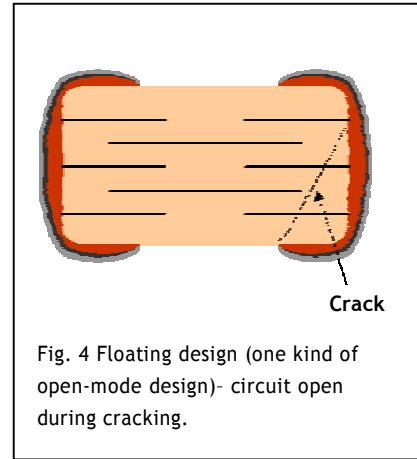 Crack
Fig. 4 Floating design (one kind of
open-mode design)- circuit open
during cracking.